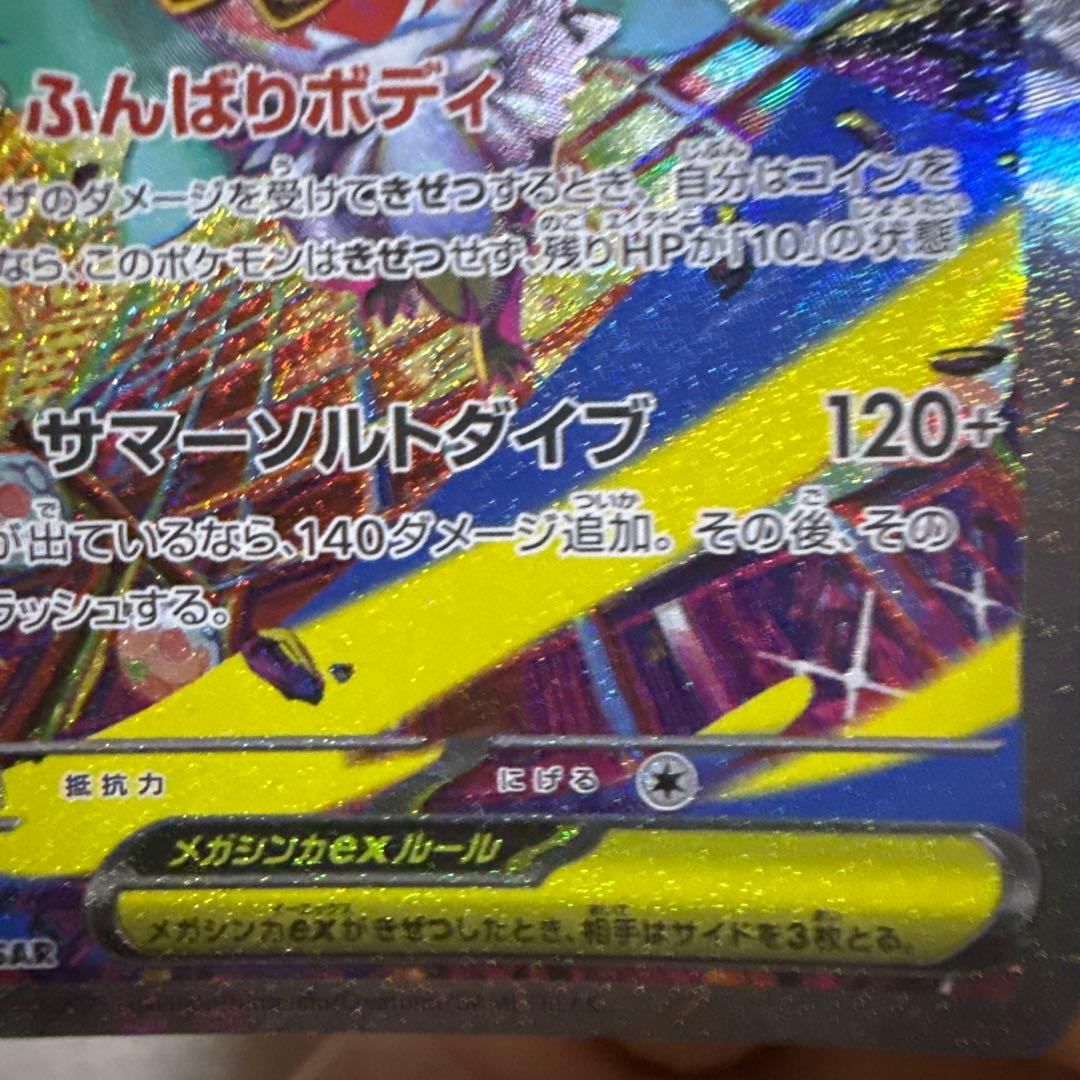 ふんばりボディ
ザのダメージを受けてきぜつするとき、自分はコインを
なら、このポケモンはきぜつせず、残りHPが「10」の状態
サマーソルトダイブ 120+
が出ているなら、140ダメージ追加。その後、その
ラッシュする。
抵抗力 にげる
メガシンカexルール
メガシンカexがきぜつしたとき、相手はサイドを3枚とる。
SAR